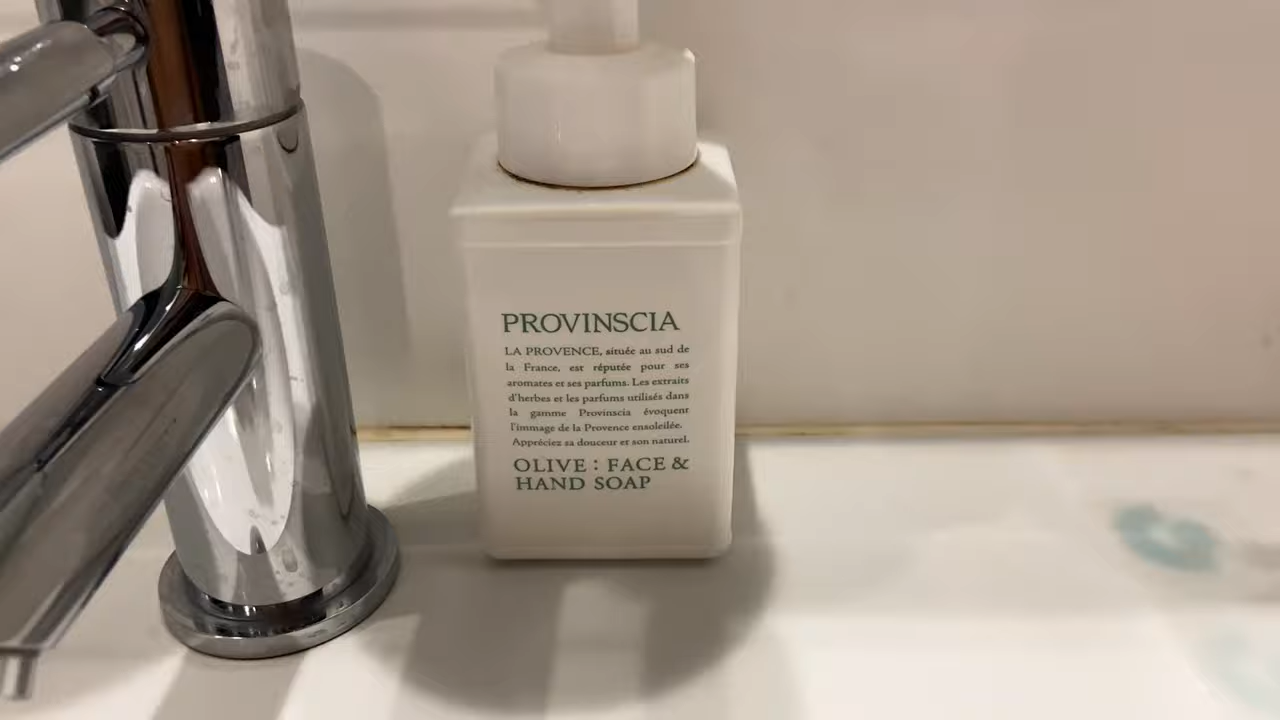 PROVINSCIA
LA PROVENCE, située au sud de
la France, est réputée pour ses
aromates et ses parfums. Les extraits
d'herbes et les parfums utilisés dans
la gamme Provinscia évoquent
l'immage de la Provence ensoleilée.
Appréciez sa douceur et son naturel.
OLIVE : FACE &
HAND SOAP